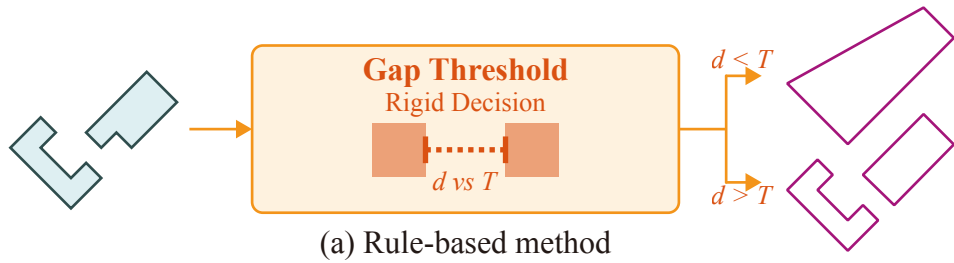 Gap Threshold
Rigid Decision
d vs T
d < T
d > T
(a) Rule-based method